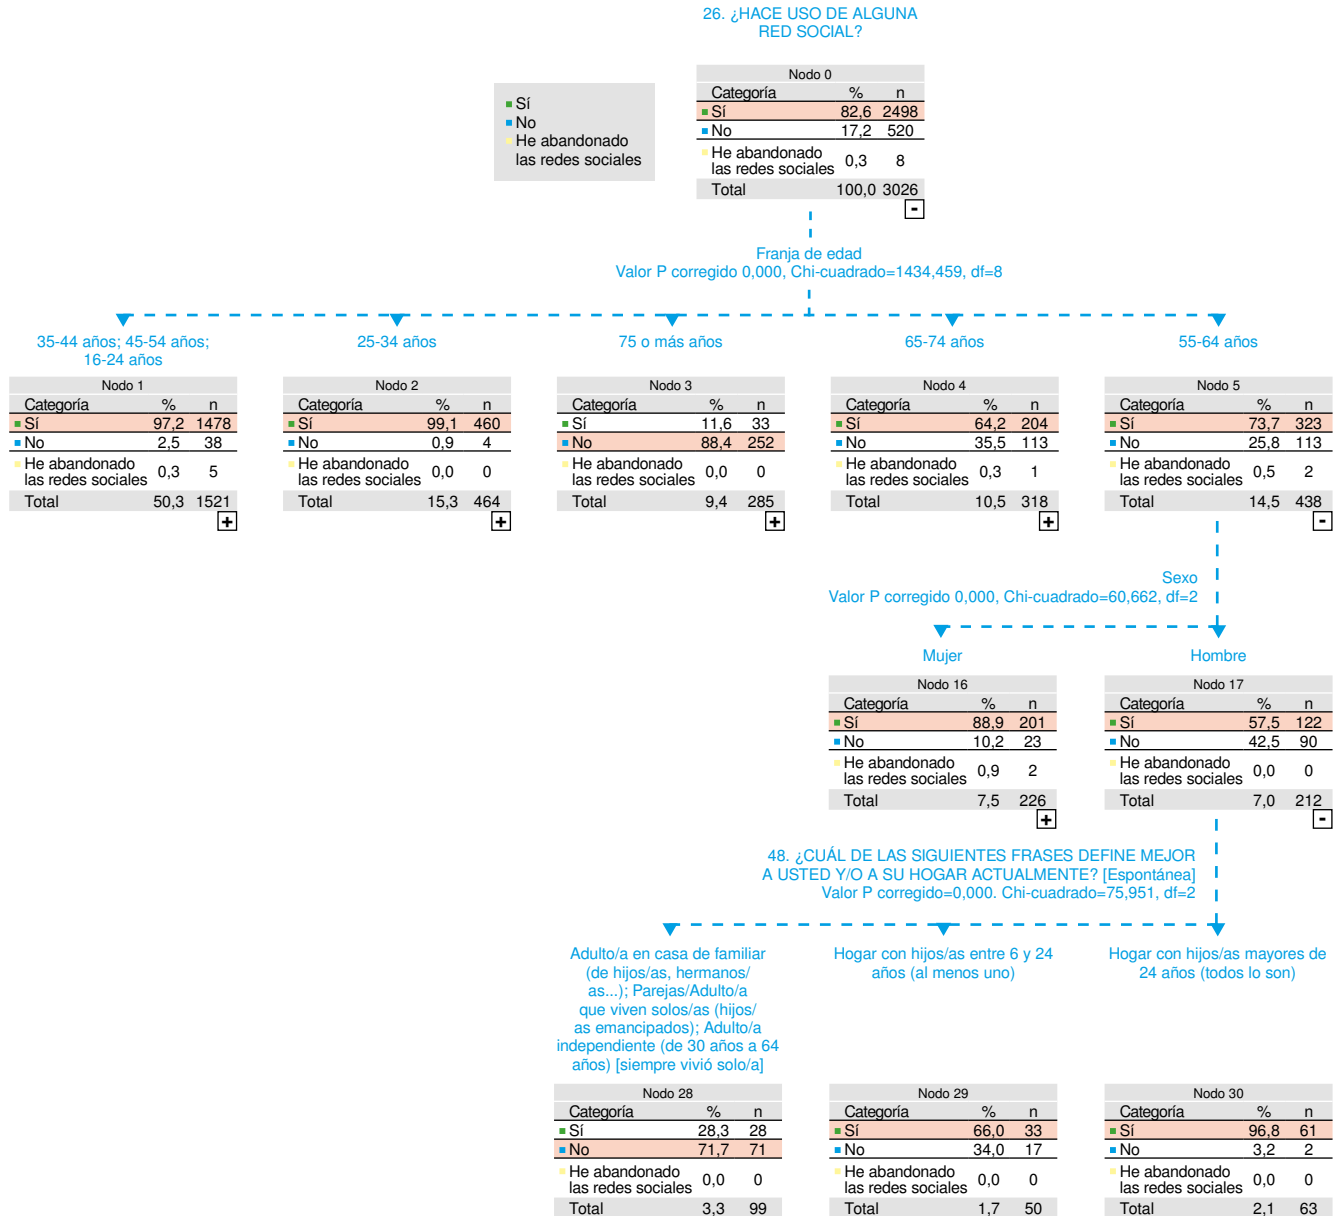 26. ¿HACE USO DE ALGUNA
RED SOCIAL?
Sí
No
He abandonado
las redes sociales
Nodo 0
Categoría % n
Sí 82,6 2498
No 17,2 520
He abandonado
las redes sociales 0,3 8
Total 100,0 3026
-
Franja de edad
Valor P corregido 0,000, Chi-cuadrado=1434,459, df=8
35-44 años; 45-54 años;
16-24 años
Nodo 1
Categoría % n
Sí 97,2 1478
No 2,5 38
He abandonado
las redes sociales 0,3 5
Total 50,3 1521
+
25-34 años
Nodo 2
Categoría % n
Sí 99,1 460
No 0,9 4
He abandonado
las redes sociales 0,0 0
Total 15,3 464
+
75 o más años
Nodo 3
Categoría % n
Sí 11,6 33
No 88,4 252
He abandonado
las redes sociales 0,0 0
Total 9,4 285
+
65-74 años
Nodo 4
Categoría % n
Sí 64,2 204
No 35,5 113
He abandonado
las redes sociales 0,3 1
Total 10,5 318
+
55-64 años
Nodo 5
Categoría % n
Sí 73,7 323
No 25,8 113
He abandonado
las redes sociales 0,5 2
Total 14,5 438
-
Sexo
Valor P corregido 0,000, Chi-cuadrado=60,662, df=2
Mujer
Nodo 16
Categoría % n
Sí 88,9 201
No 10,2 23
He abandonado
las redes sociales 0,9 2
Total 7,5 226
+
Hombre
Nodo 17
Categoría % n
Sí 57,5 122
No 42,5 90
He abandonado
las redes sociales 0,0 0
Total 7,0 212
-
48. ¿CUÁL DE LAS SIGUIENTES FRASES DEFINE MEJOR
A USTED Y/O A SU HOGAR ACTUALMENTE? [Espontánea]
Valor P corregido=0,000. Chi-cuadrado=75,951, df=2
Adulto/a en casa de familiar
(de hijos/as, hermanos/
as...); Parejas/Adulto/a
que viven solos/as (hijos/
as emancipados); Adulto/a
independiente (de 30 años a 64
años) [siempre vivió solo/a]
Nodo 28
Categoría % n
Sí 28,3 28
No 71,7 71
He abandonado
las redes sociales 0,0 0
Total 3,3 99
Hogar con hijos/as entre 6 y 24
años (al menos uno)
Nodo 29
Categoría % n
Sí 66,0 33
No 34,0 17
He abandonado
las redes sociales 0,0 0
Total 1,7 50
Hogar con hijos/as mayores de
24 años (todos lo son)
Nodo 30
Categoría % n
Sí 96,8 61
No 3,2 2
He abandonado
las redes sociales 0,0 0
Total 2,1 63